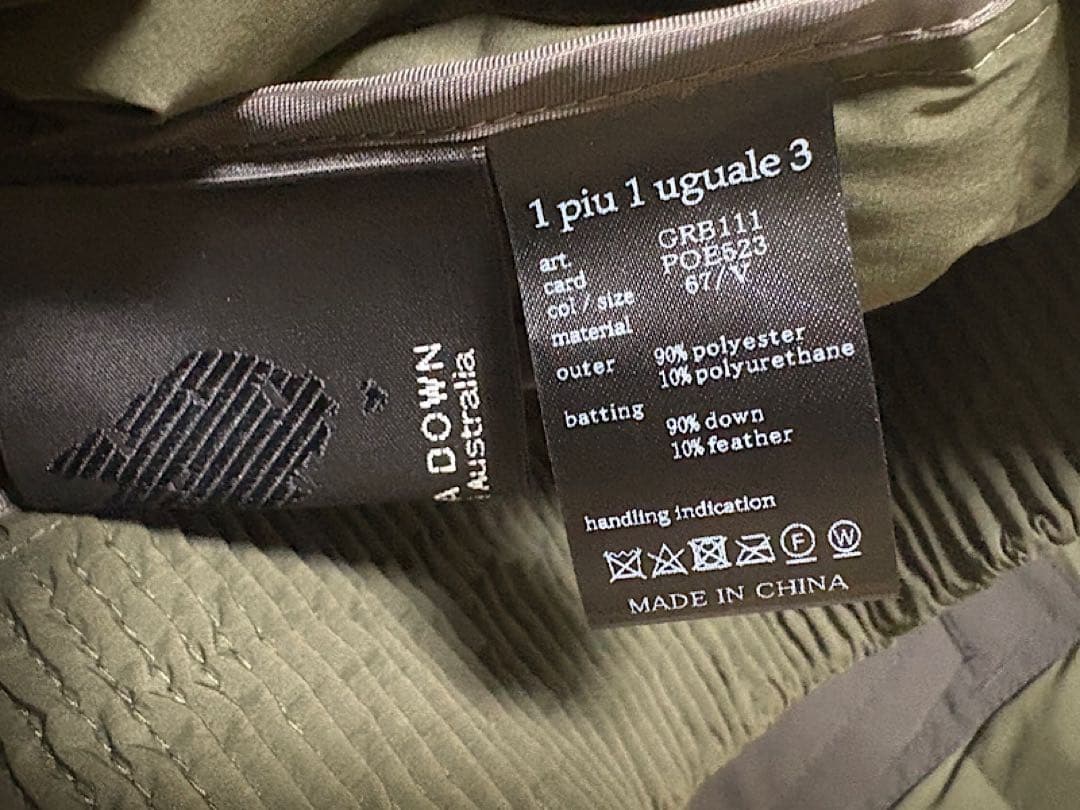 1 piu 1 uguale 3
art. GRB111
card POE523
col / size 67/V
material
outer 90% polyester
10% polyurethane
batting 90% down
10% feather
handling indication
F W
MADE IN CHINA
A DOWN
Australia